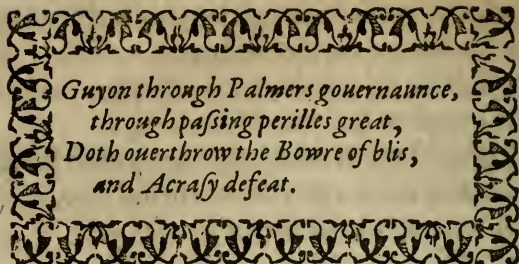 Guyon through Palmers gouernaunce,
through paſsing perilles great,
Doth ouerthrow the Bowre of blis,
and Acraſy defeat.